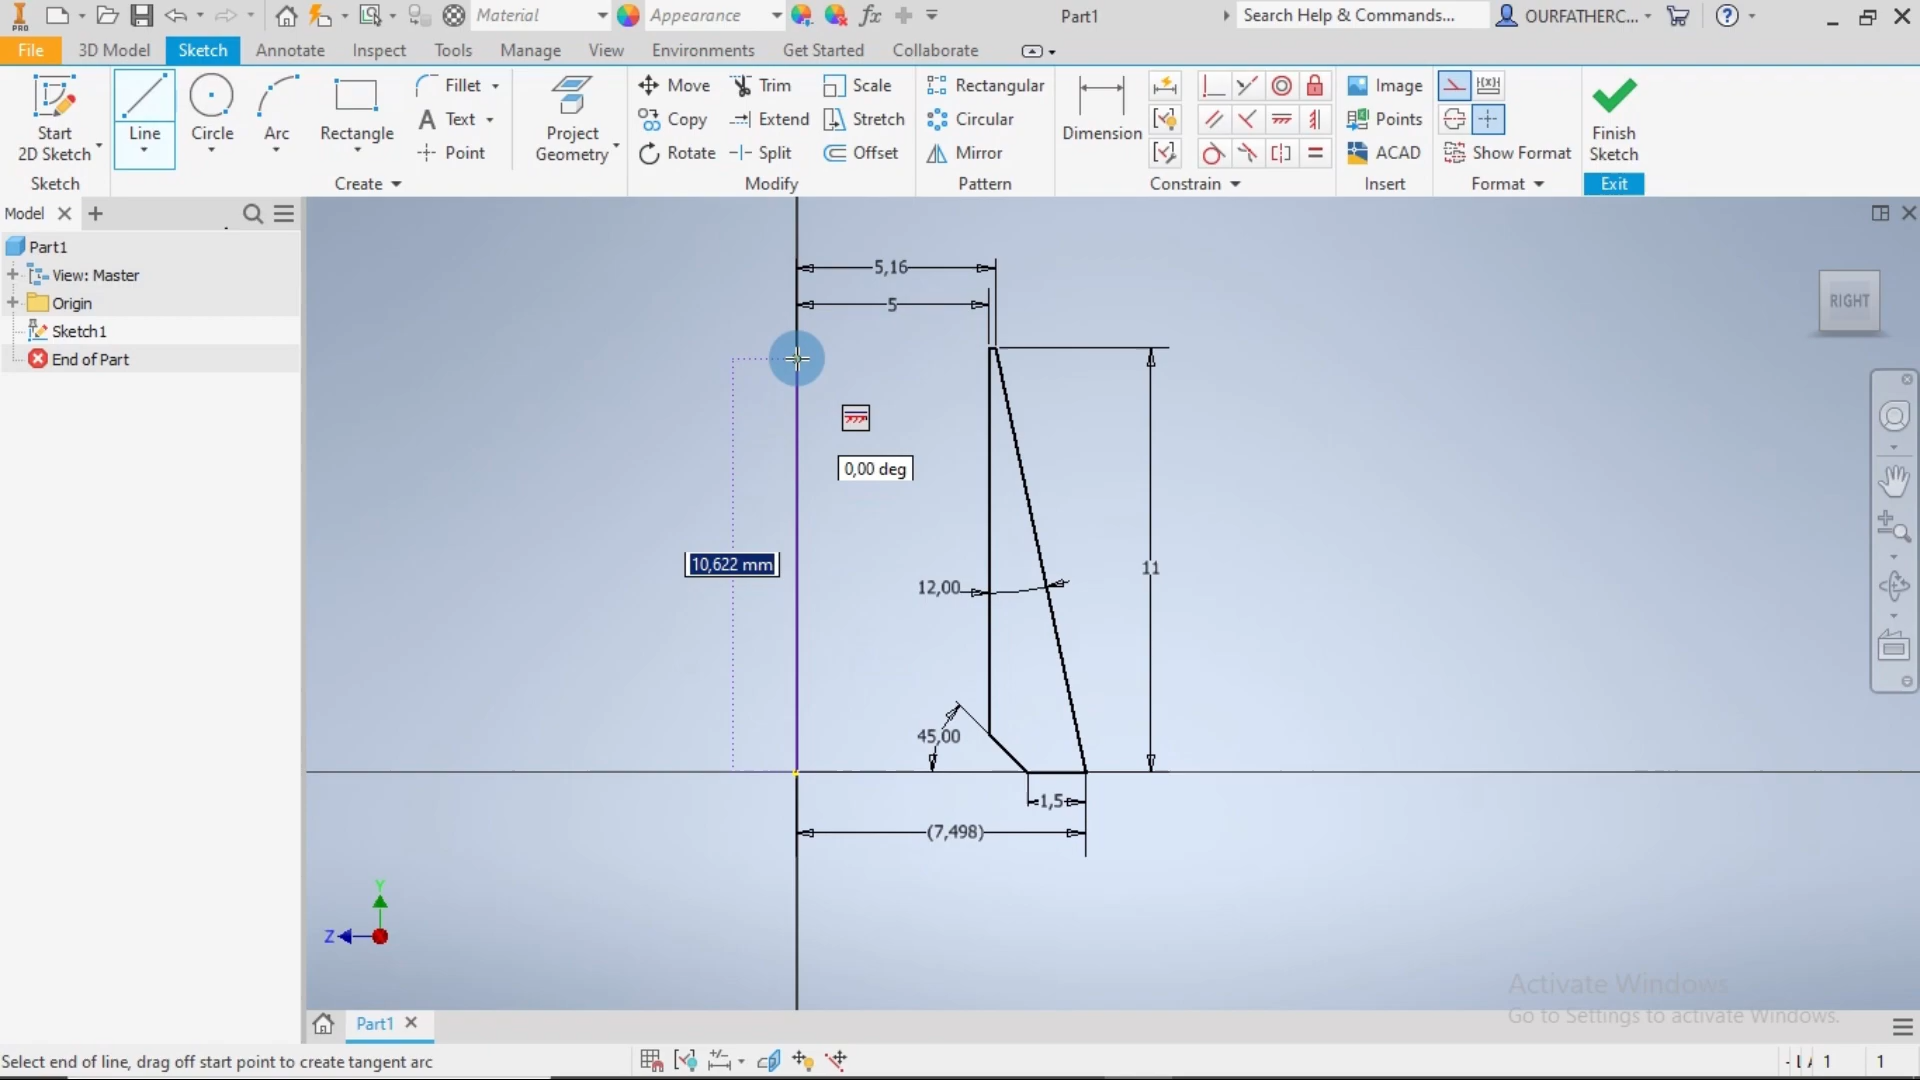 PRO Material Appearance Part1 Search Help & Commands... OURFATHERC...
File 3D Model Sketch Annotate Inspect Tools Manage View Environments Get Started Collaborate
Start 2D Sketch Line Circle Arc Rectangle Fillet Text Point Project Geometry
Move Trim Scale
Copy Extend Stretch
Rotate Split Offset
Rectangular
Circular
Mirror
Dimension
Image
Points
ACAD
Show Format
Finish Sketch
Sketch Create Modify Pattern Constrain Insert Format Exit
Model
Part1
View: Master
Origin
Sketch1
End of Part
RIGHT
5,16
5
0,00 deg
10,622 mm
12,00
11
45,00
1,5
(7,498)
Y
Z
Activate Windows
Go to Settings to activate Windows.
Part1
Select end of line, drag off start point to create tangent arc
1 1